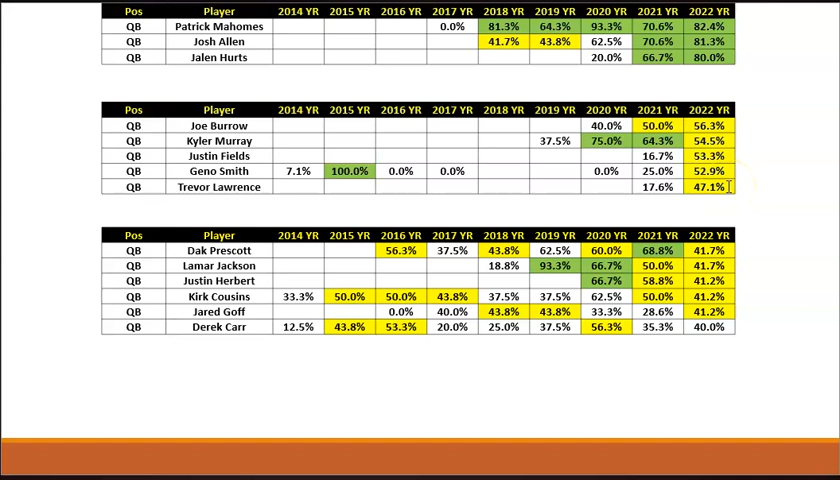 Pos Player 2014 YR 2015 YR 2016 YR 2017 YR 2018 YR 2019 YR 2020 YR 2021 YR 2022 YR
QB Patrick Mahomes 0.0% 81.3% 64.3% 93.3% 70.6% 82.4%
QB Josh Allen 41.7% 43.8% 62.5% 70.6% 81.3%
QB Jalen Hurts 20.0% 66.7% 80.0%
Pos Player 2014 YR 2015 YR 2016 YR 2017 YR 2018 YR 2019 YR 2020 YR 2021 YR 2022 YR
QB Joe Burrow 40.0% 50.0% 56.3%
QB Kyler Murray 37.5% 75.0% 64.3% 54.5%
QB Justin Fields 16.7% 53.3%
QB Geno Smith 7.1% 100.0% 0.0% 0.0% 0.0% 25.0% 52.9%
QB Trevor Lawrence 17.6% 47.1%
Pos Player 2014 YR 2015 YR 2016 YR 2017 YR 2018 YR 2019 YR 2020 YR 2021 YR 2022 YR
QB Dak Prescott 56.3% 37.5% 43.8% 62.5% 60.0% 68.8% 41.7%
QB Lamar Jackson 18.8% 93.3% 66.7% 50.0% 41.7%
QB Justin Herbert 66.7% 58.8% 41.2%
QB Kirk Cousins 33.3% 50.0% 50.0% 43.8% 37.5% 37.5% 62.5% 50.0% 41.2%
QB Jared Goff 0.0% 40.0% 43.8% 43.8% 33.3% 28.6% 41.2%
QB Derek Carr 12.5% 43.8% 53.3% 20.0% 25.0% 37.5% 56.3% 35.3% 40.0%